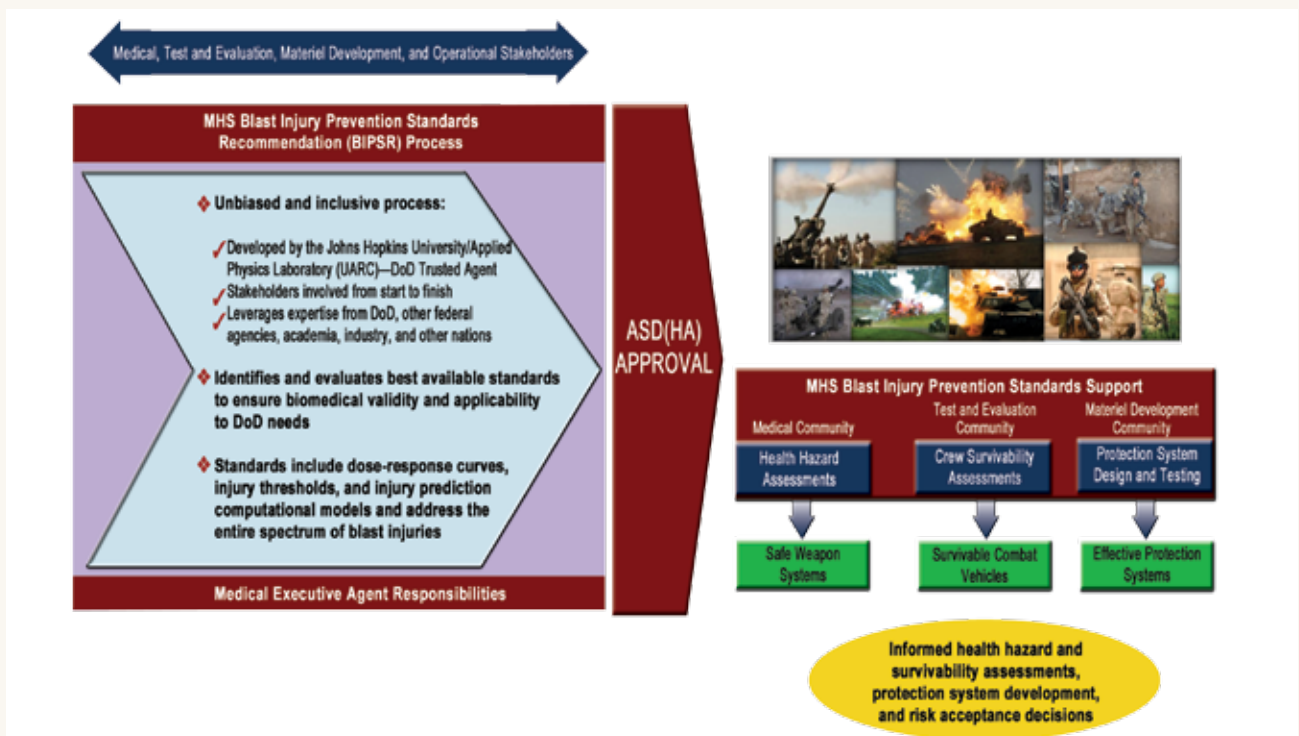 Medical, Test and Evaluation, Materiel Development, and Operational Stakeholders
MHS Blast Injury Prevention Standards
Recommendation (BIPSR) Process
❖ Unbiased and inclusive process:
✓Developed by the Johns Hopkins University/Applied
Physics Laboratory (UARC)—DoD Trusted Agent
✓Stakeholders involved from start to finish
✓Leverages expertise from DoD, other federal
agencies, academia, industry, and other nations
❖ Identifies and evaluates best available standards
to ensure biomedical validity and applicability
to DoD needs
❖ Standards include dose-response curves,
injury thresholds, and injury prediction
computational models and address the
entire spectrum of blast injuries
Medical Executive Agent Responsibilities
ASD(HA)
APPROVAL
MHS Blast Injury Prevention Standards Support
Medical Community
Health Hazard
Assessments
Safe Weapon
Systems
Test and Evaluation
Community
Crew Survivability
Assessments
Survivable Combat
Vehicles
Materiel Development
Community
Protection System
Design and Testing
Effective Protection
Systems
Informed health hazard and
survivability assessments,
protection system development,
and risk acceptance decisions